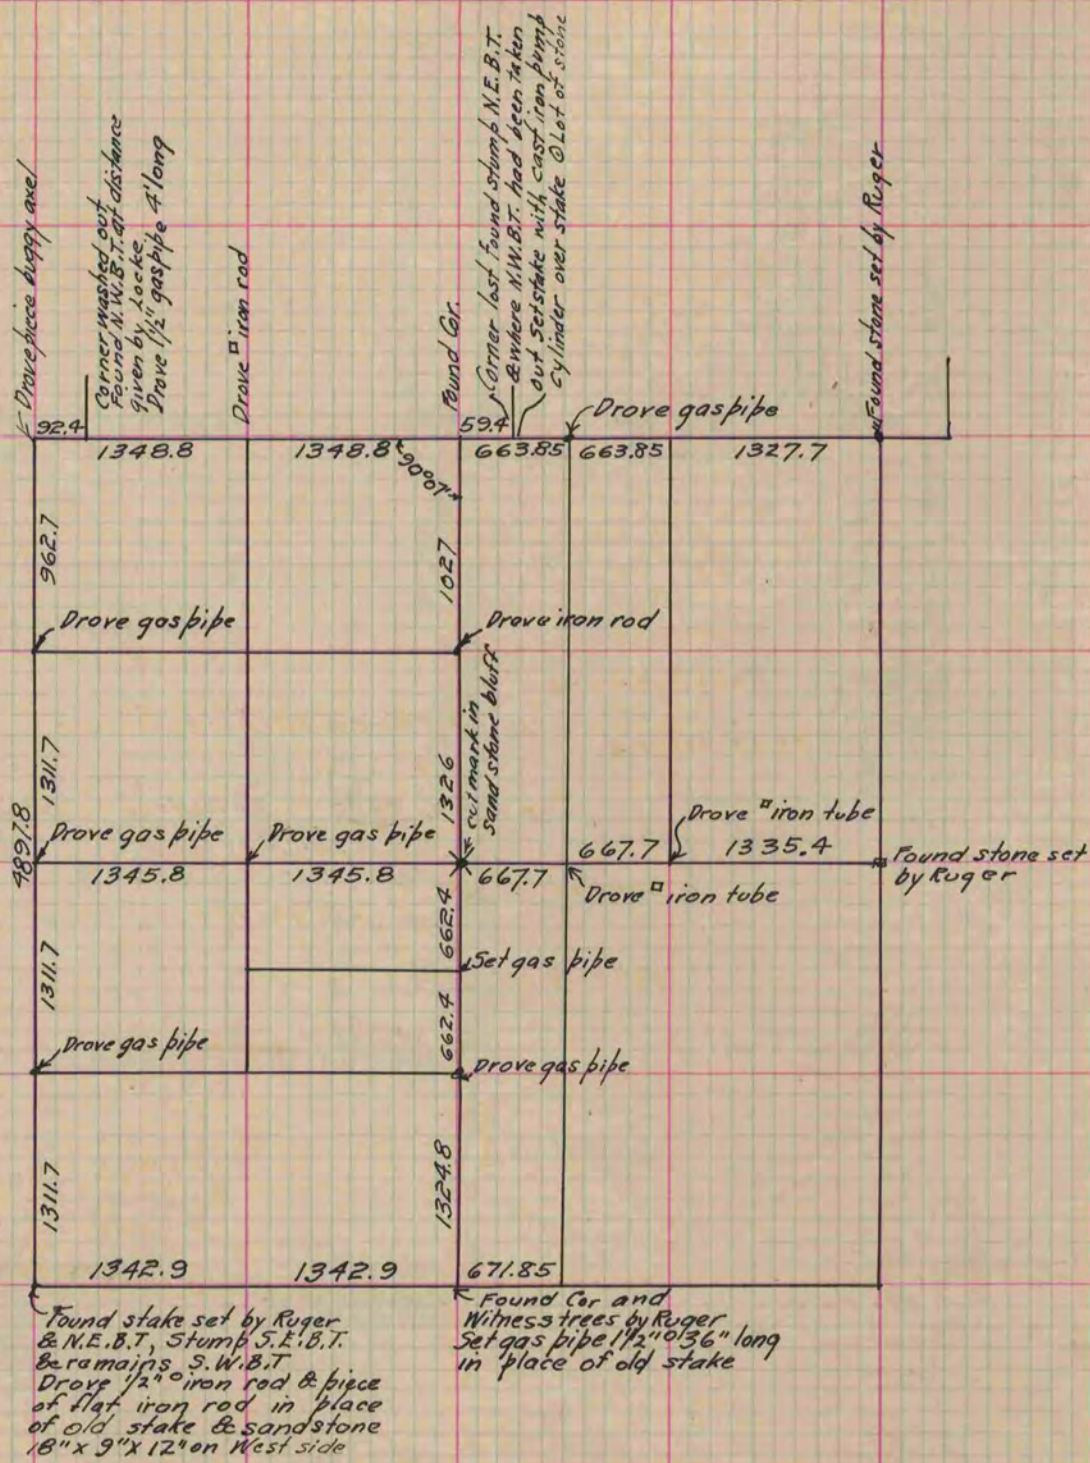 Drove piece buggy axel
Corner washed out
Found N.W.B.T. at distance
given by Locke
Drove 1 1/2" gas pipe 4' long
Drove □ iron rod
Found Cor.
Corner lost found stump N.E.B.T.
& where N.W.B.T. had been taken
out Set stake with cast iron pump
cylinder over stake & Lot of stone
Found stone set by Ruger
92.4
59.4
Drove gas pipe
1348.8
1348.8
90°07'
663.85
663.85
1327.7
962.7
1027
Drove gas pipe
Drove iron rod
cut mark in
sand stone bluff
1311.7
1326
4897.8
Drove gas pipe
Drove gas pipe
Drove □ iron tube
667.7
1335.4
Found stone set
by Ruger
1345.8
1345.8
667.7
Drove □ iron tube
662.4
Set gas pipe
1311.7
662.4
Drove gas pipe
Drove gas pipe
1311.7
1324.8
1342.9
1342.9
671.85
Found stake set by Ruger
& N.E.B.T, Stump S.E.B.T.
& remains S.W.B.T
Drove 1/2" ○ iron rod & piece
of flat iron rod in place
of old stake & sandstone
18" x 9" x 12" on West side
Found Cor and
Witness trees by Ruger
Set gas pipe 1 1/2" ○ 36" long
in place of old stake